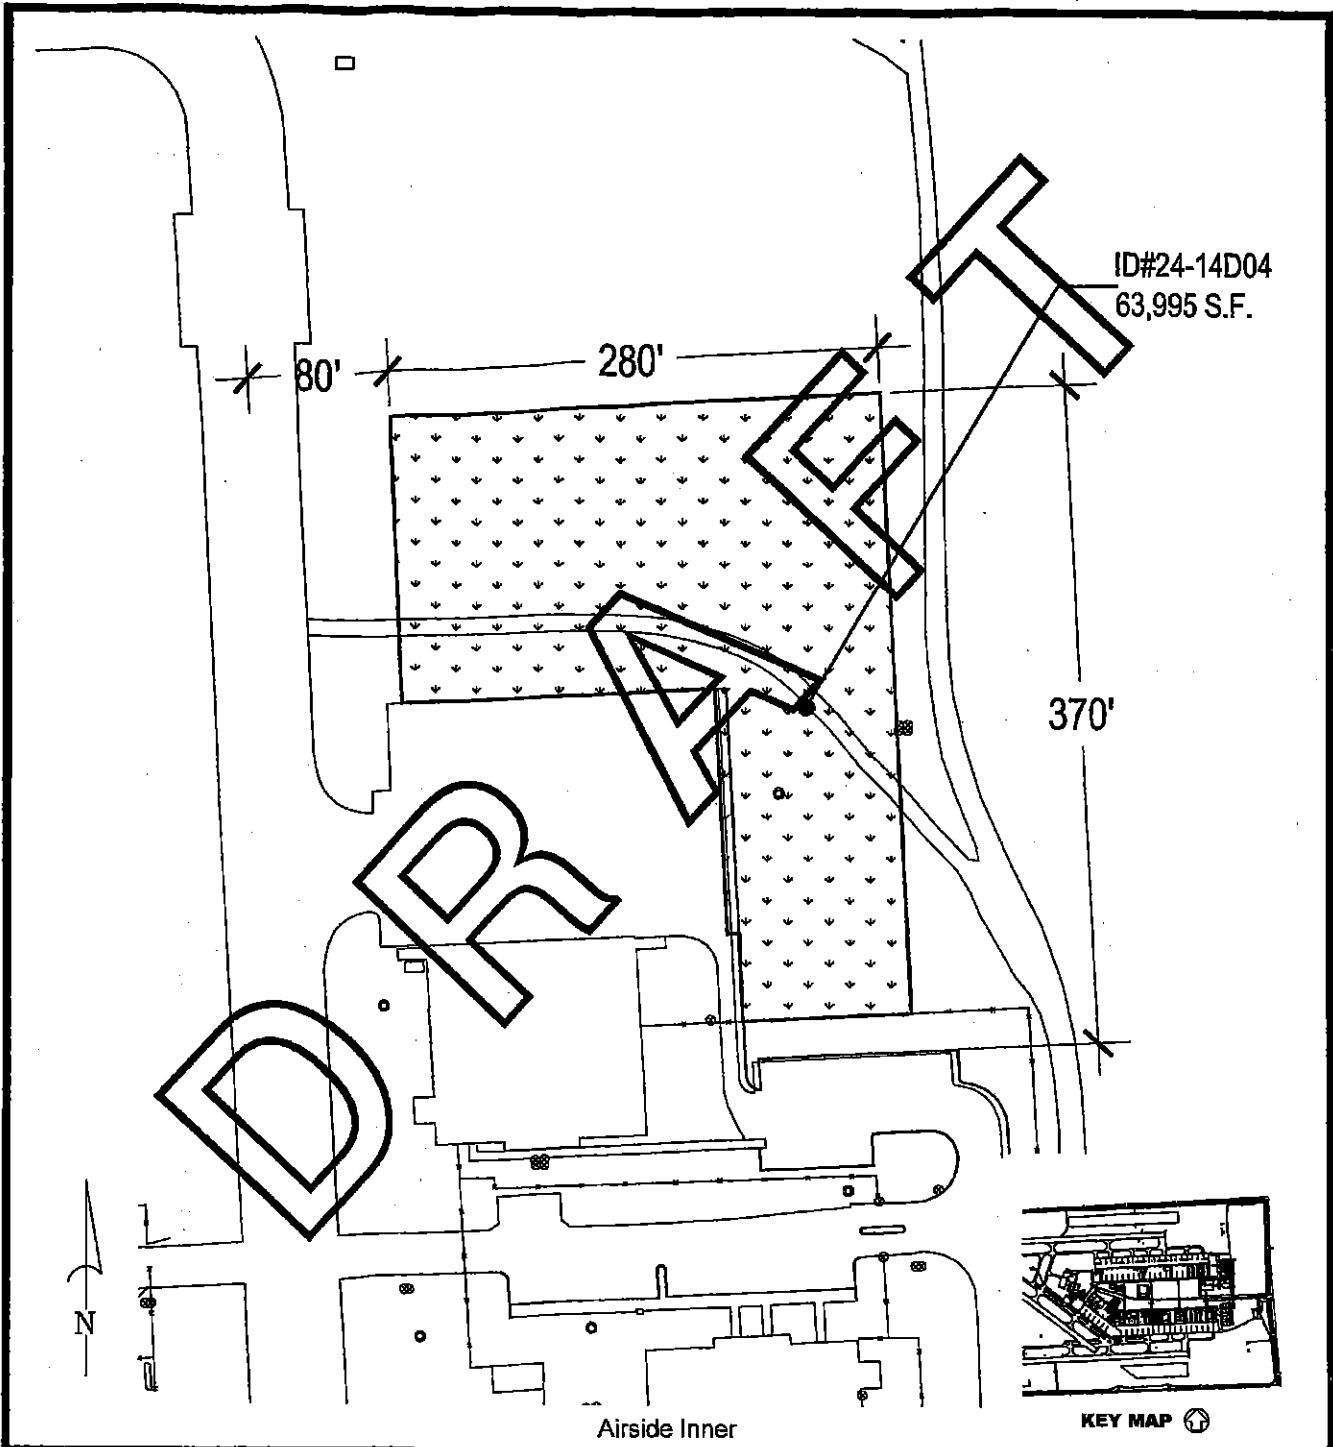 ID#24-14D04
63,995 S.F.
80'
280'
370'
DRAFT
N
KEY MAP
Airside Inner